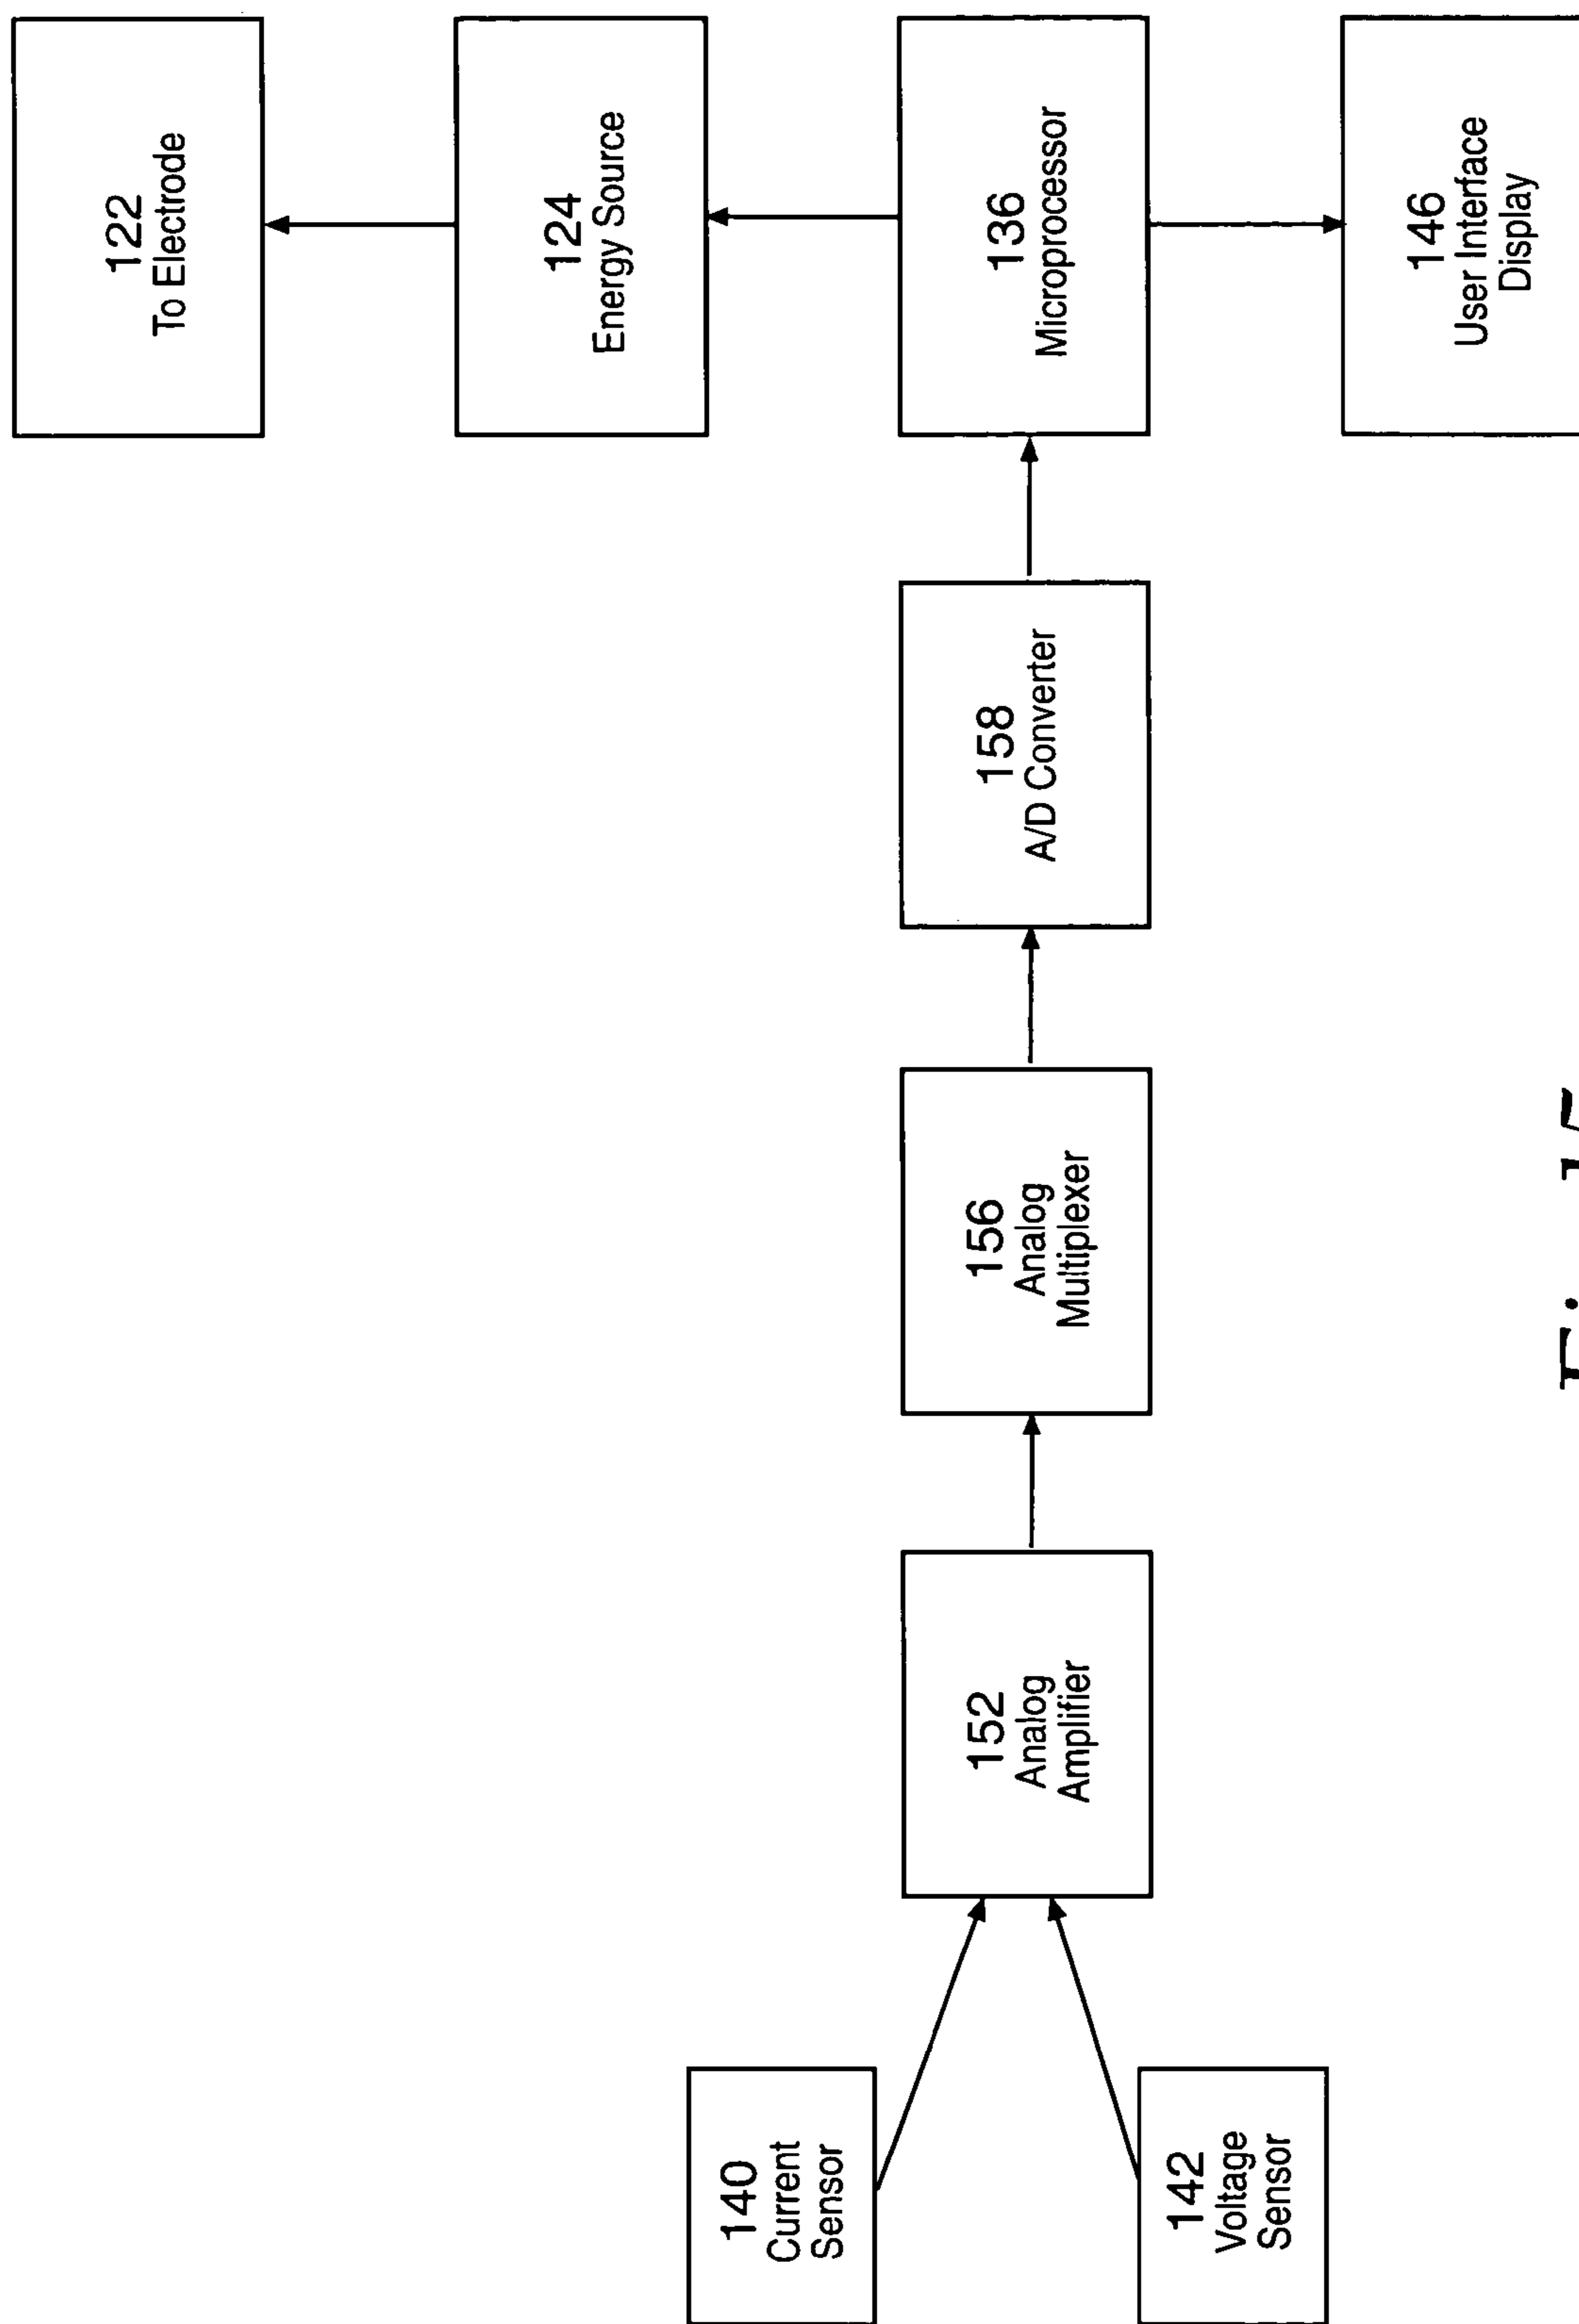 122
To Electrode
124
Energy Source
140
Current
Sensor
152
Analog
Amplifier
156
Analog
Multiplexer
158
A/D Converter
136
Microprocessor
142
Voltage
Sensor
146
User Interface
Display